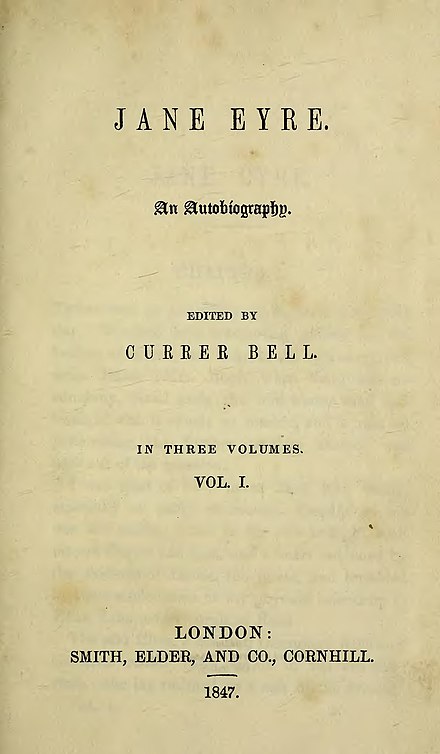 JANE EYRE.
An Autobiography.
EDITED BY
CURRER BELL.
IN THREE VOLUMES.
VOL. I.
LONDON:
SMITH, ELDER, AND CO., CORNHILL.
1847.